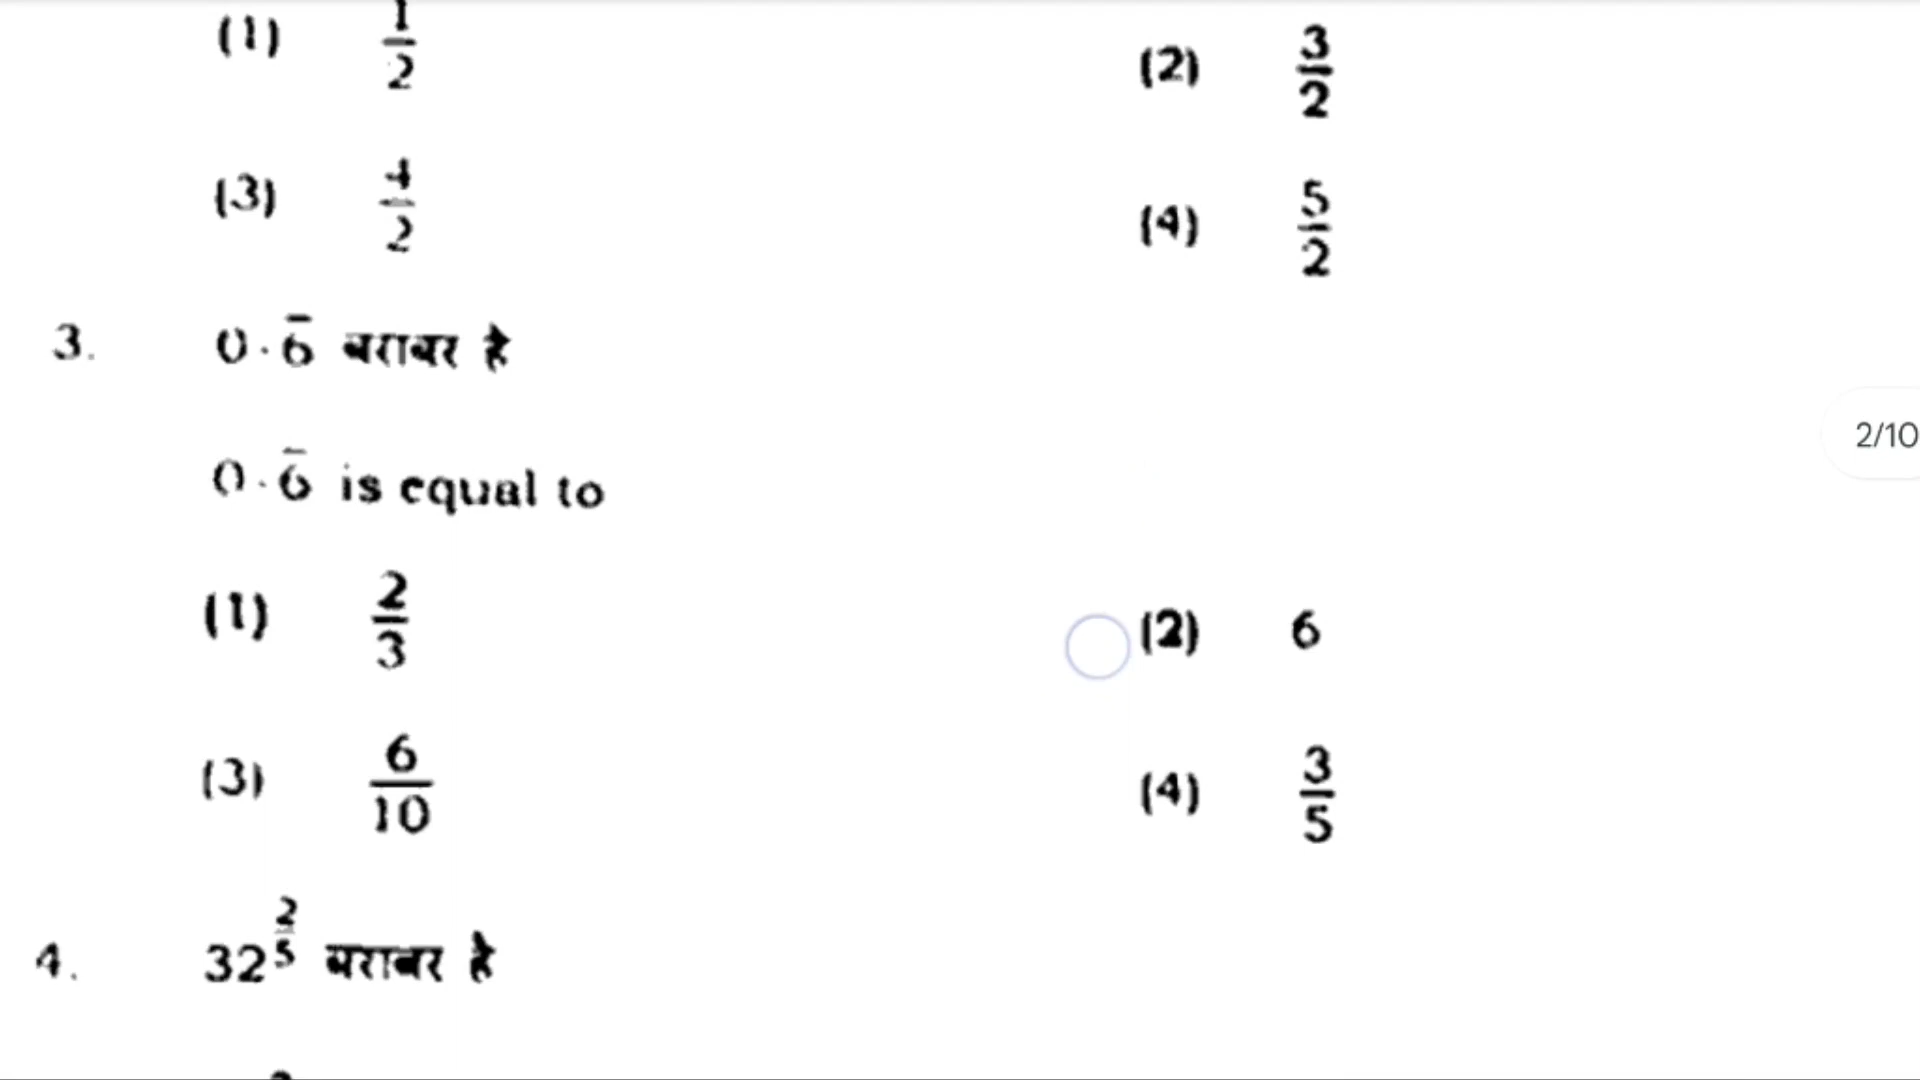 (1) 1/2 (2) 3/2
(3) 4/2 (4) 5/2
3. 0·6̅ बराबर है
2/10
0·6̅ is equal to
(1) 2/3 (2) 6
(3) 6/10 (4) 3/5
4. 32^(2/5) बराबर है